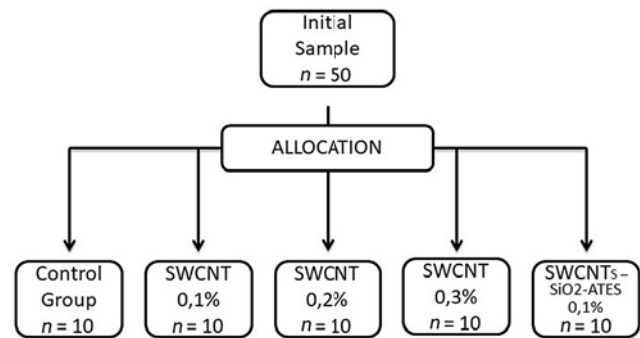 Initial
Sample
n = 50
ALLOCATION
Control
Group
n = 10
SWCNT
0,1%
n = 10
SWCNT
0,2%
n = 10
SWCNT
0,3%
n = 10
SWCNTs–
SiO2-ATES
0,1%
n = 10